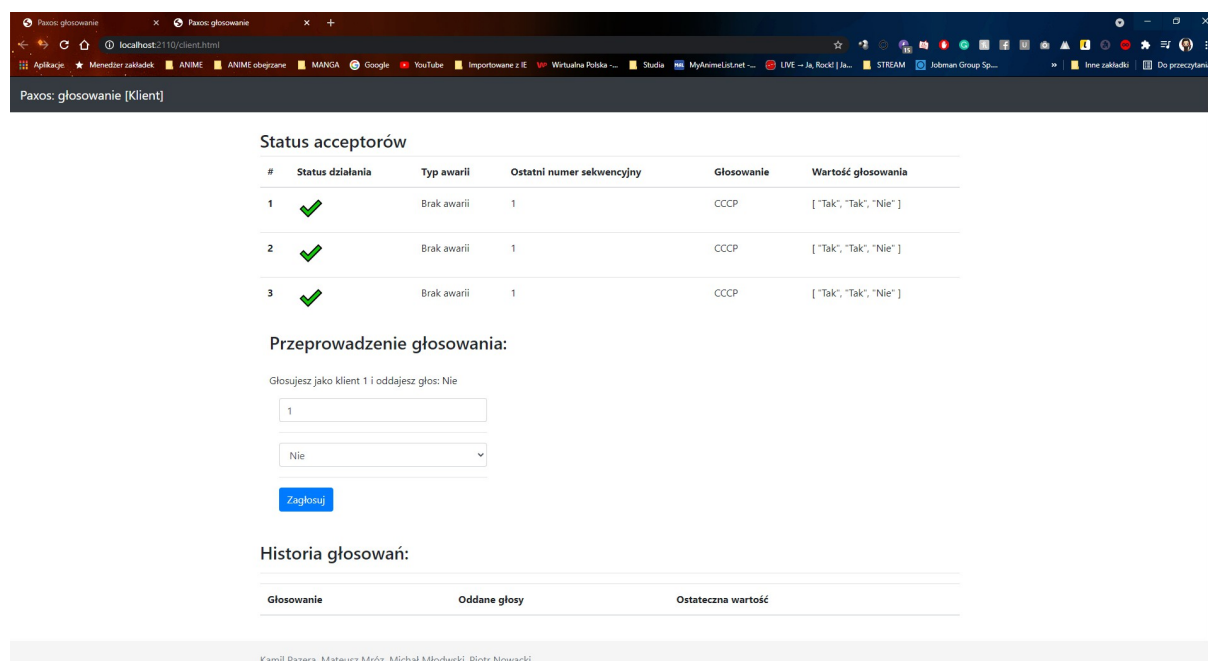 Paxos: głosowanie
Paxos: głosowanie
localhost:2110/client.html
Aplikacje Menedżer zakładek ANIME ANIME obejrzane MANGA Google YouTube Importowane z IE Wirtualna Polska -... Studia MyAnimeList.net -... LIVE → Ja, Rock! | Ja... STREAM Jobman Group Sp.... » Inne zakładki Do przeczytania
Paxos: głosowanie [Klient]
Status acceptorów
# Status działania Typ awarii Ostatni numer sekwencyjny Głosowanie Wartość głosowania
1 Brak awarii 1 CCCP [ "Tak", "Tak", "Nie" ]
2 Brak awarii 1 CCCP [ "Tak", "Tak", "Nie" ]
3 Brak awarii 1 CCCP [ "Tak", "Tak", "Nie" ]
Przeprowadzenie głosowania:
Głosujesz jako klient 1 i oddajesz głos: Nie
1
Nie
Zagłosuj
Historia głosowań:
Głosowanie Oddane głosy Ostateczna wartość
Kamil Pazera, Mateusz Mróz, Michał Młodwski, Piotr Nowacki